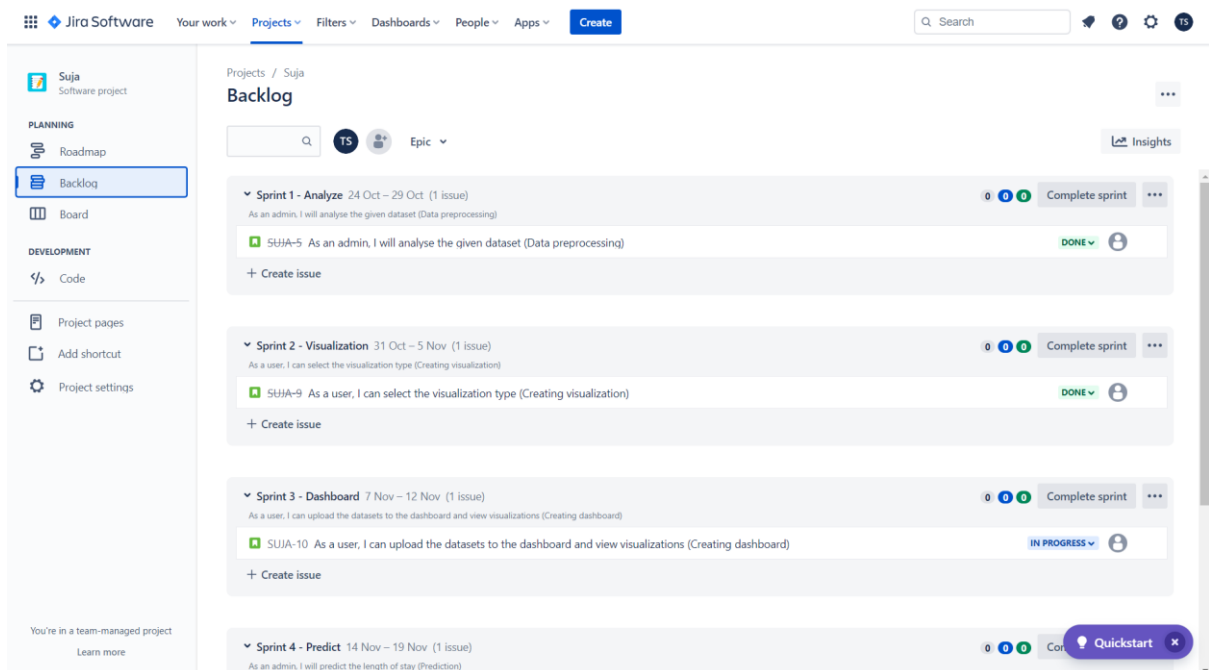 Jira Software Your work Projects Filters Dashboards People Apps Create Search TS
Suja
Software project
PLANNING
Roadmap
Backlog
Board
DEVELOPMENT
Code
Project pages
Add shortcut
Project settings
You're in a team-managed project
Learn more
Projects / Suja
Backlog
TS Epic Insights
Sprint 1 - Analyze 24 Oct – 29 Oct (1 issue) 0 0 0 Complete sprint
As an admin, I will analyse the given dataset (Data preprocessing)
SUJA-5 As an admin, I will analyse the given dataset (Data preprocessing) DONE
+ Create issue
Sprint 2 - Visualization 31 Oct – 5 Nov (1 issue) 0 0 0 Complete sprint
As a user, I can select the visualization type (Creating visualization)
SUJA-9 As a user, I can select the visualization type (Creating visualization) DONE
+ Create issue
Sprint 3 - Dashboard 7 Nov – 12 Nov (1 issue) 0 0 0 Complete sprint
As a user, I can upload the datasets to the dashboard and view visualizations (Creating dashboard)
SUJA-10 As a user, I can upload the datasets to the dashboard and view visualizations (Creating dashboard) IN PROGRESS
+ Create issue
Sprint 4 - Predict 14 Nov – 19 Nov (1 issue) 0 0 0 Quickstart
As an admin, I will predict the length of stay (Prediction)